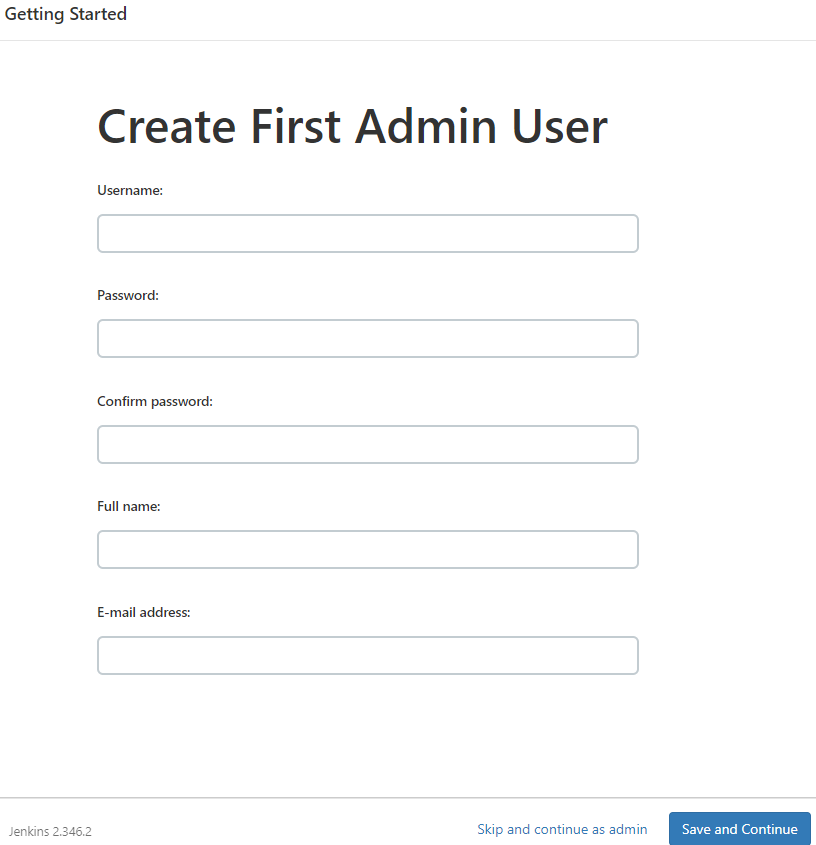 Getting Started
Create First Admin User
Username:
Password:
Confirm password:
Full name:
E-mail address:
Jenkins 2.346.2
Skip and continue as admin
Save and Continue